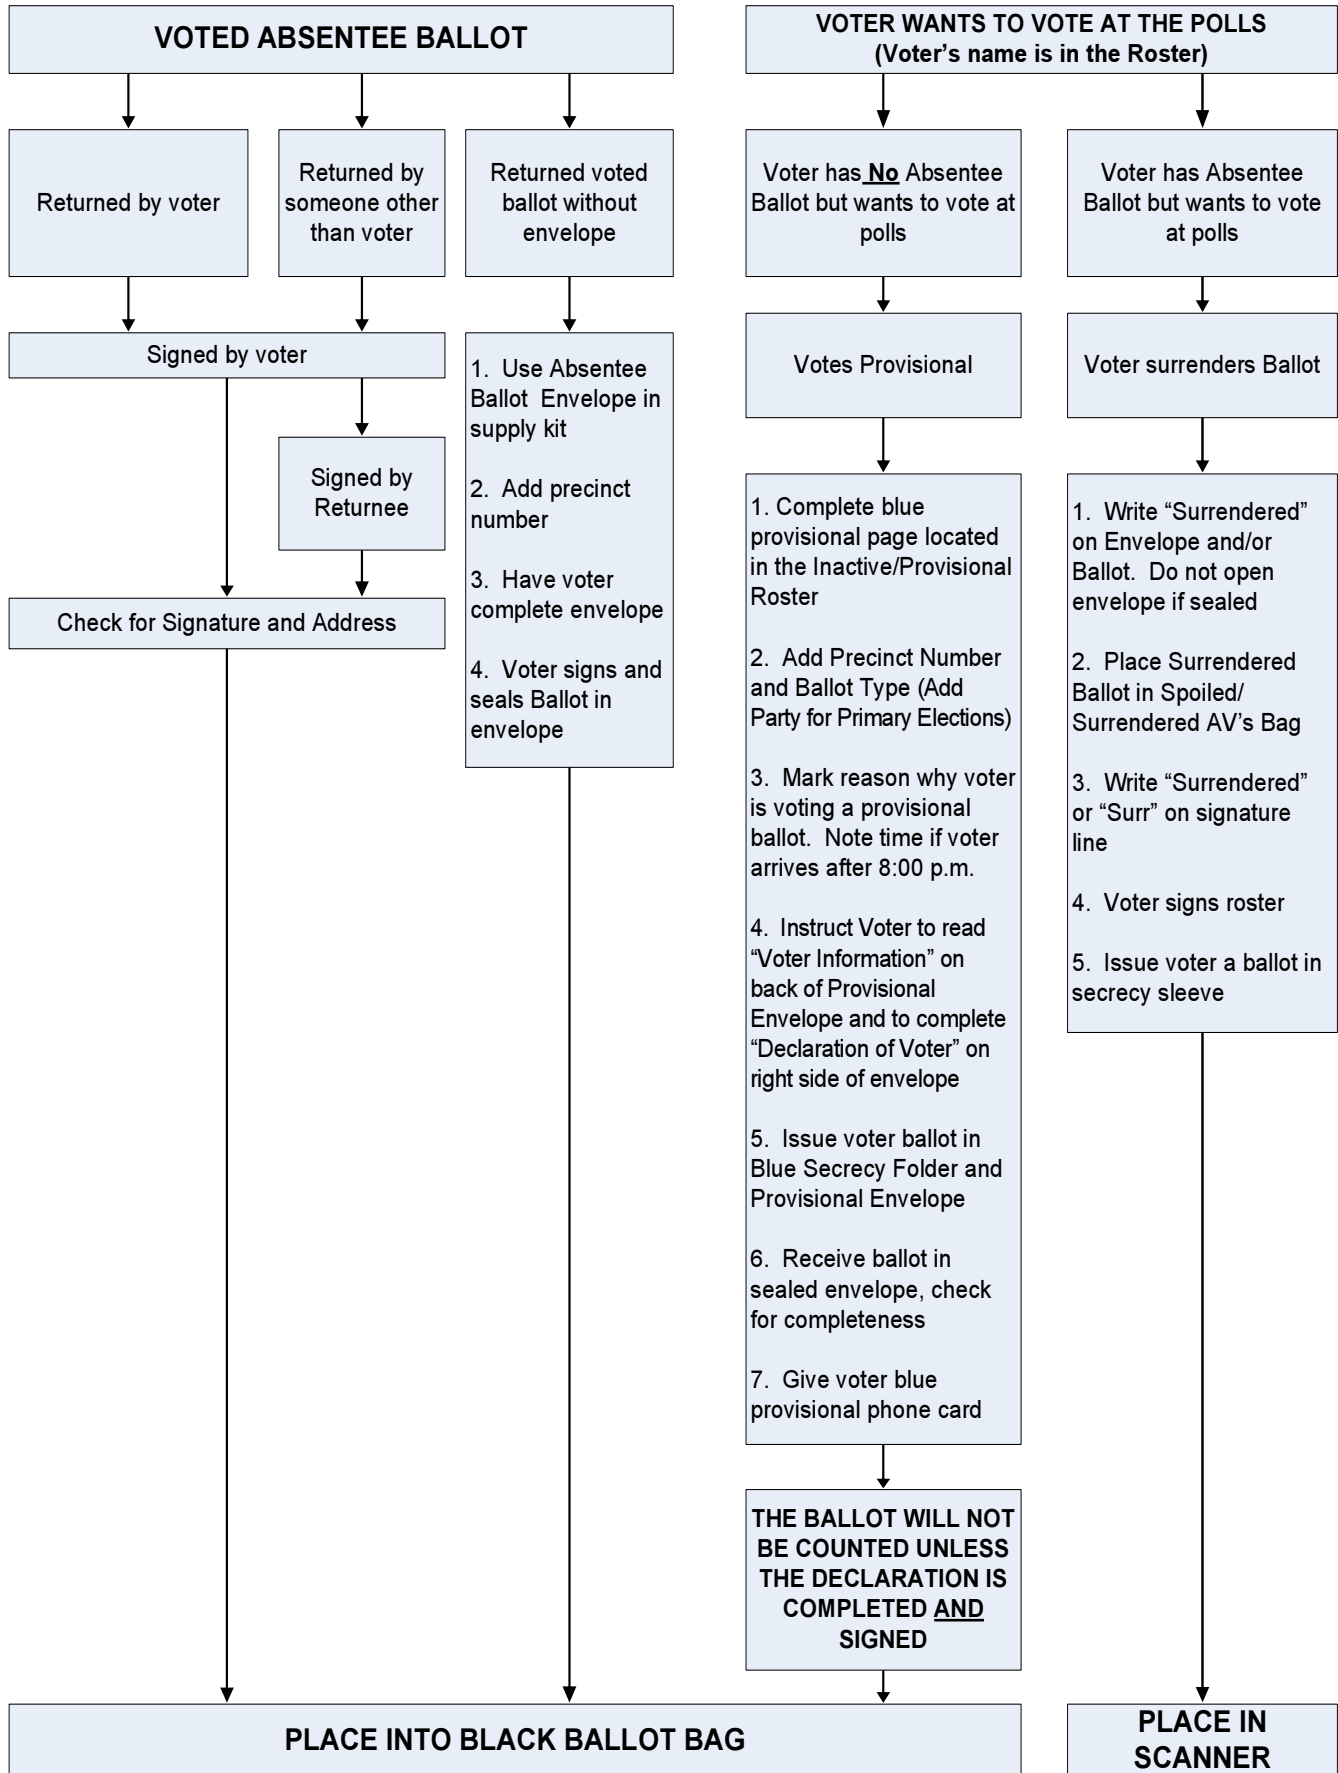 VOTED ABSENTEE BALLOT
Returned by voter
Returned by
someone other
than voter
Returned voted
ballot without
envelope
Signed by voter
Signed by
Returnee
Check for Signature and Address
1. Use Absentee
Ballot Envelope in
supply kit
2. Add precinct
number
3. Have voter
complete envelope
4. Voter signs and
seals Ballot in
envelope
VOTER WANTS TO VOTE AT THE POLLS
(Voter’s name is in the Roster)
Voter has No Absentee
Ballot but wants to vote at
polls
Votes Provisional
1. Complete blue
provisional page located
in the Inactive/Provisional
Roster
2. Add Precinct Number
and Ballot Type (Add
Party for Primary Elections)
3. Mark reason why voter
is voting a provisional
ballot. Note time if voter
arrives after 8:00 p.m.
4. Instruct Voter to read
“Voter Information” on
back of Provisional
Envelope and to complete
“Declaration of Voter” on
right side of envelope
5. Issue voter ballot in
Blue Secrecy Folder and
Provisional Envelope
6. Receive ballot in
sealed envelope, check
for completeness
7. Give voter blue
provisional phone card
THE BALLOT WILL NOT
BE COUNTED UNLESS
THE DECLARATION IS
COMPLETED AND
SIGNED
Voter has Absentee
Ballot but wants to vote
at polls
Voter surrenders Ballot
1. Write “Surrendered”
on Envelope and/or
Ballot. Do not open
envelope if sealed
2. Place Surrendered
Ballot in Spoiled/
Surrendered AV’s Bag
3. Write “Surrendered”
or “Surr” on signature
line
4. Voter signs roster
5. Issue voter a ballot in
secrecy sleeve
PLACE INTO BLACK BALLOT BAG
PLACE IN
SCANNER